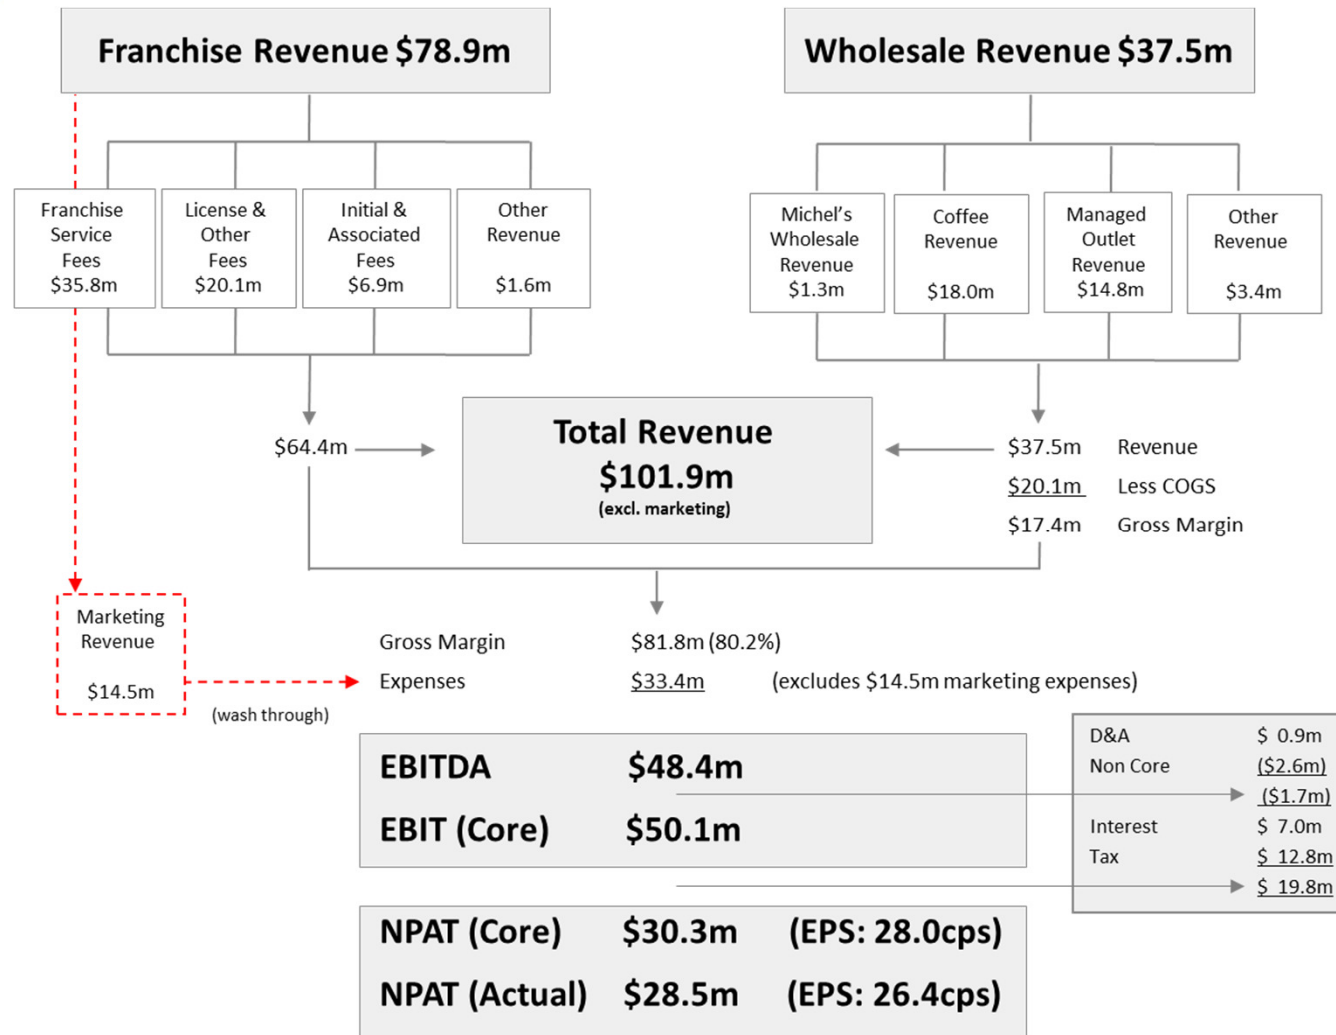 Franchise Revenue $78.9m
Wholesale Revenue $37.5m
Franchise
Service
Fees
$35.8m
License &
Other
Fees
$20.1m
Initial &
Associated
Fees
$6.9m
Other
Revenue
$1.6m
Michel's
Wholesale
Revenue
$1.3m
Coffee
Revenue
$18.0m
Managed
Outlet
Revenue
$14.8m
Other
Revenue
$3.4m
$64.4m
Total Revenue
$101.9m
(excl. marketing)
$37.5m Revenue
$20.1m Less COGS
$17.4m Gross Margin
Marketing
Revenue
$14.5m
(wash through)
Gross Margin $81.8m (80.2%)
Expenses $33.4m (excludes $14.5m marketing expenses)
EBITDA $48.4m
EBIT (Core) $50.1m
D&A $ 0.9m
Non Core ($2.6m)
($1.7m)
Interest $ 7.0m
Tax $ 12.8m
$ 19.8m
NPAT (Core) $30.3m (EPS: 28.0cps)
NPAT (Actual) $28.5m (EPS: 26.4cps)